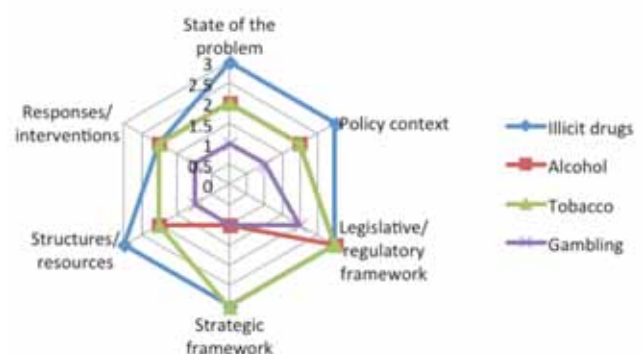 State of the
problem
3
2.5
2
1.5
1
0.5
0
Responses/
interventions
Policy context
Structures/
resources
Legislative/
regulatory
framework
Strategic
framework
Illicit drugs
Alcohol
Tobacco
Gambling